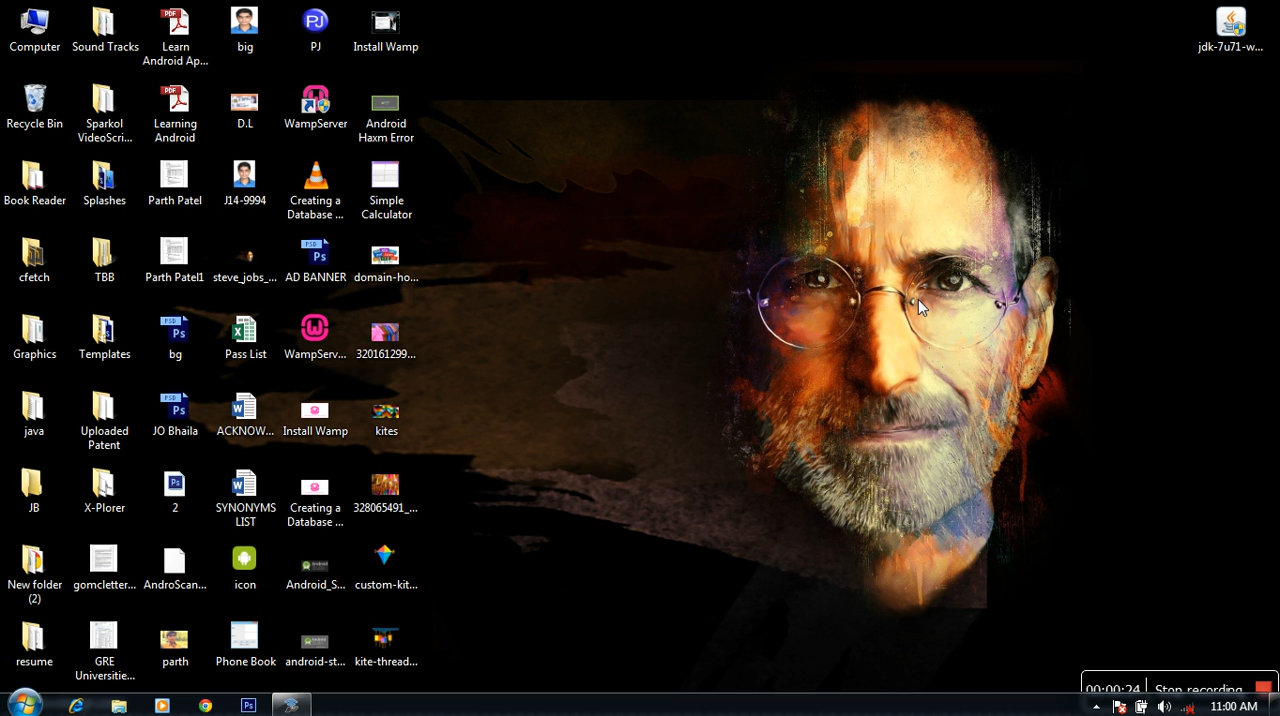 Computer
Sound Tracks
Learn
Android Ap...
big
PJ
Install Wamp
jdk-7u71-w...
Recycle Bin
Sparkol
VideoScri...
Learning
Android
D.L
WampServer
Android
Haxm Error
Book Reader
Splashes
Parth Patel
J14-9994
Creating a
Database ...
Simple
Calculator
cfetch
TBB
Parth Patel1
steve_jobs_...
AD BANNER
domain-ho...
Graphics
Templates
bg
Pass List
WampServ...
320161299...
java
Uploaded
Patent
JO Bhaila
ACKNOW...
Install Wamp
kites
JB
X-Plorer
2
SYNONYMS
LIST
Creating a
Database ...
328065491_...
New folder
(2)
gomcletter...
AndroScan...
icon
Android_S...
custom-kit...
resume
GRE
Universitie...
parth
Phone Book
android-st...
kite-thread...
00:00:24
Stop recording
11:00 AM